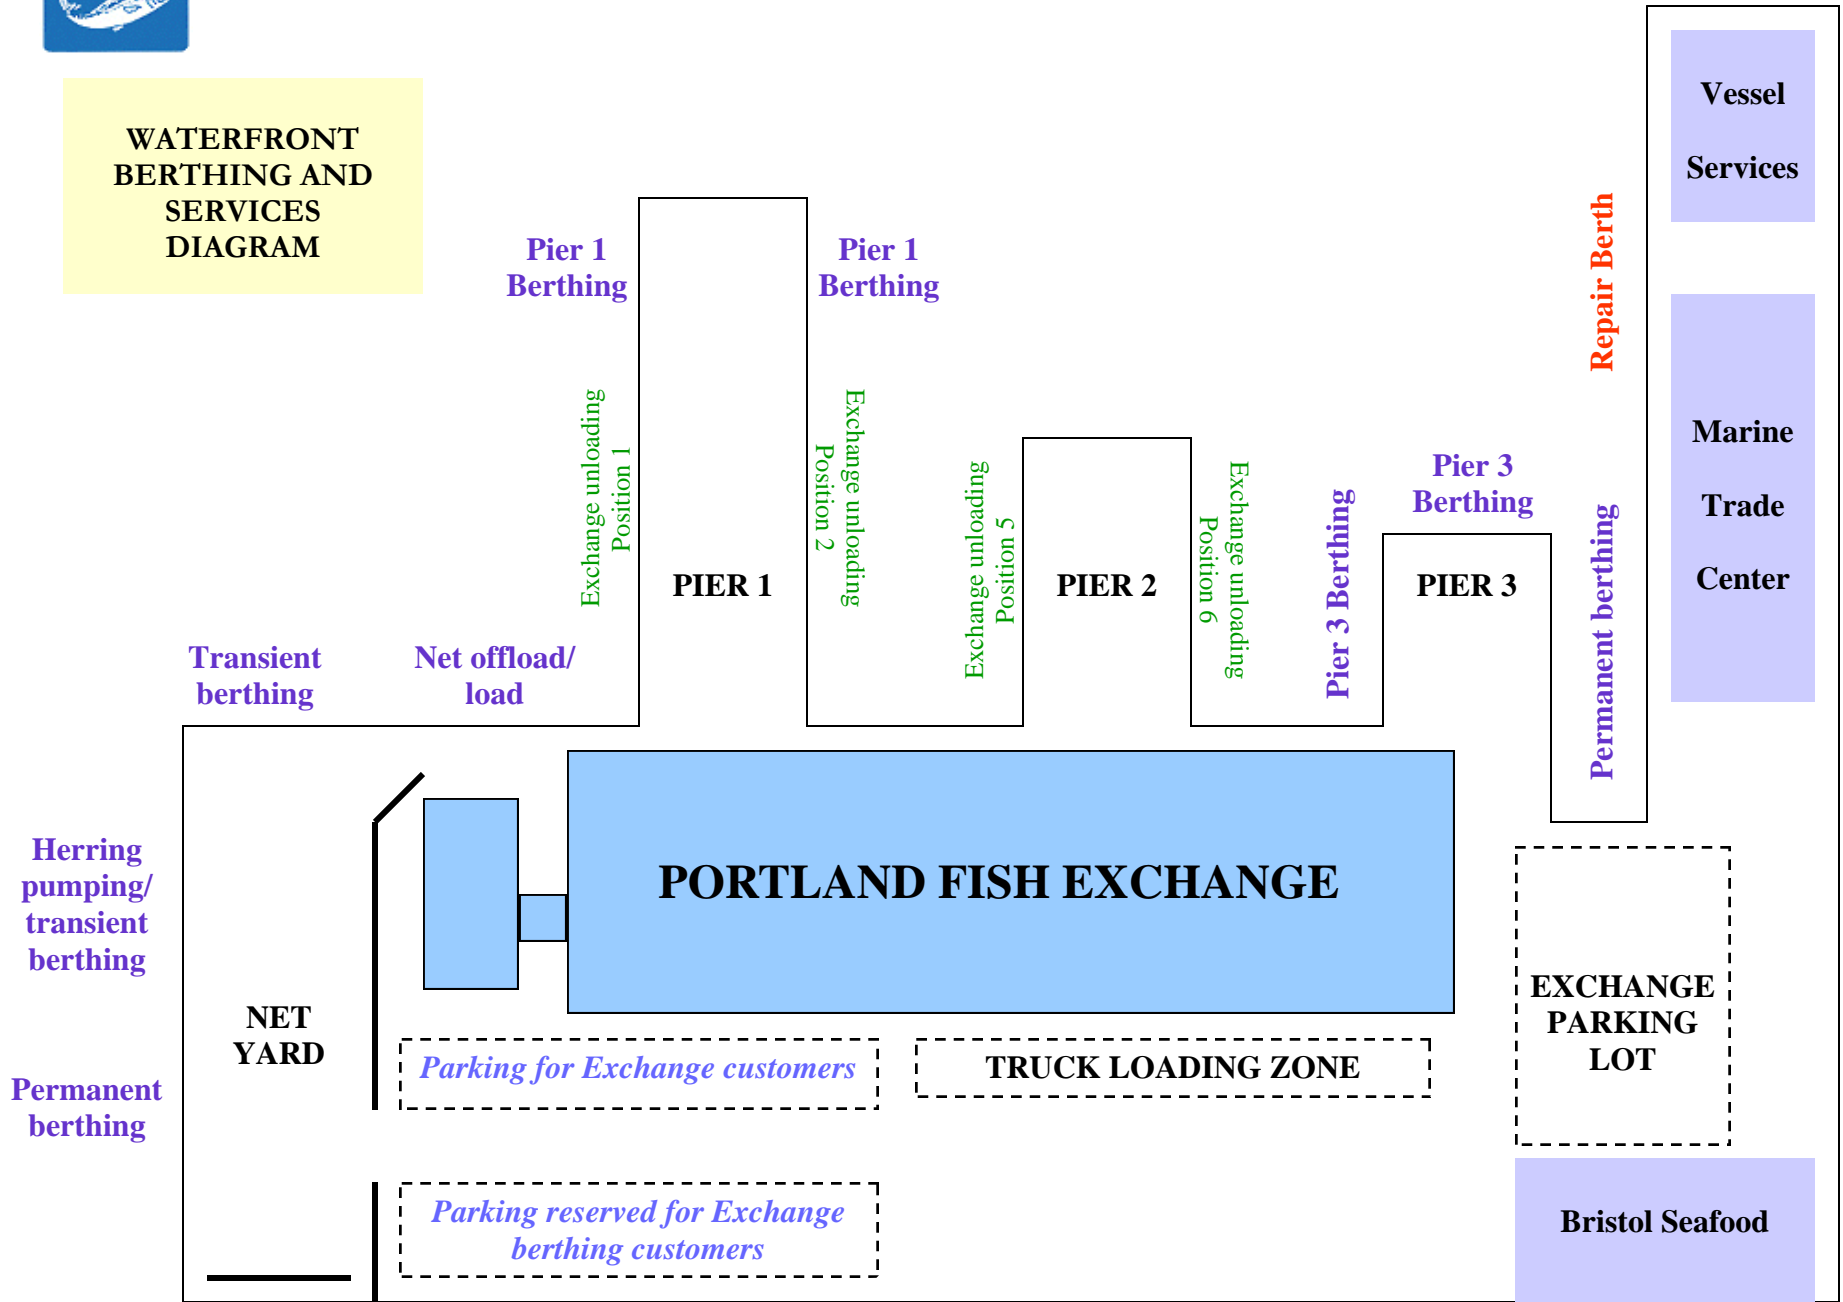 WATERFRONT
BERTHING AND
SERVICES
DIAGRAM
Pier 1
Berthing
Pier 1
Berthing
Vessel
Services
Repair Berth
Exchange unloading
Position 1
Exchange unloading
Position 2
Exchange unloading
Position 5
Exchange unloading
Position 6
Pier 3
Berthing
Pier 3 Berthing
Permanent berthing
Marine
Trade
Center
PIER 1
PIER 2
PIER 3
Transient
berthing
Net offload/
load
Herring
pumping/
transient
berthing
PORTLAND FISH EXCHANGE
NET
YARD
EXCHANGE
PARKING
LOT
Parking for Exchange customers
TRUCK LOADING ZONE
Permanent
berthing
Parking reserved for Exchange
berthing customers
Bristol Seafood